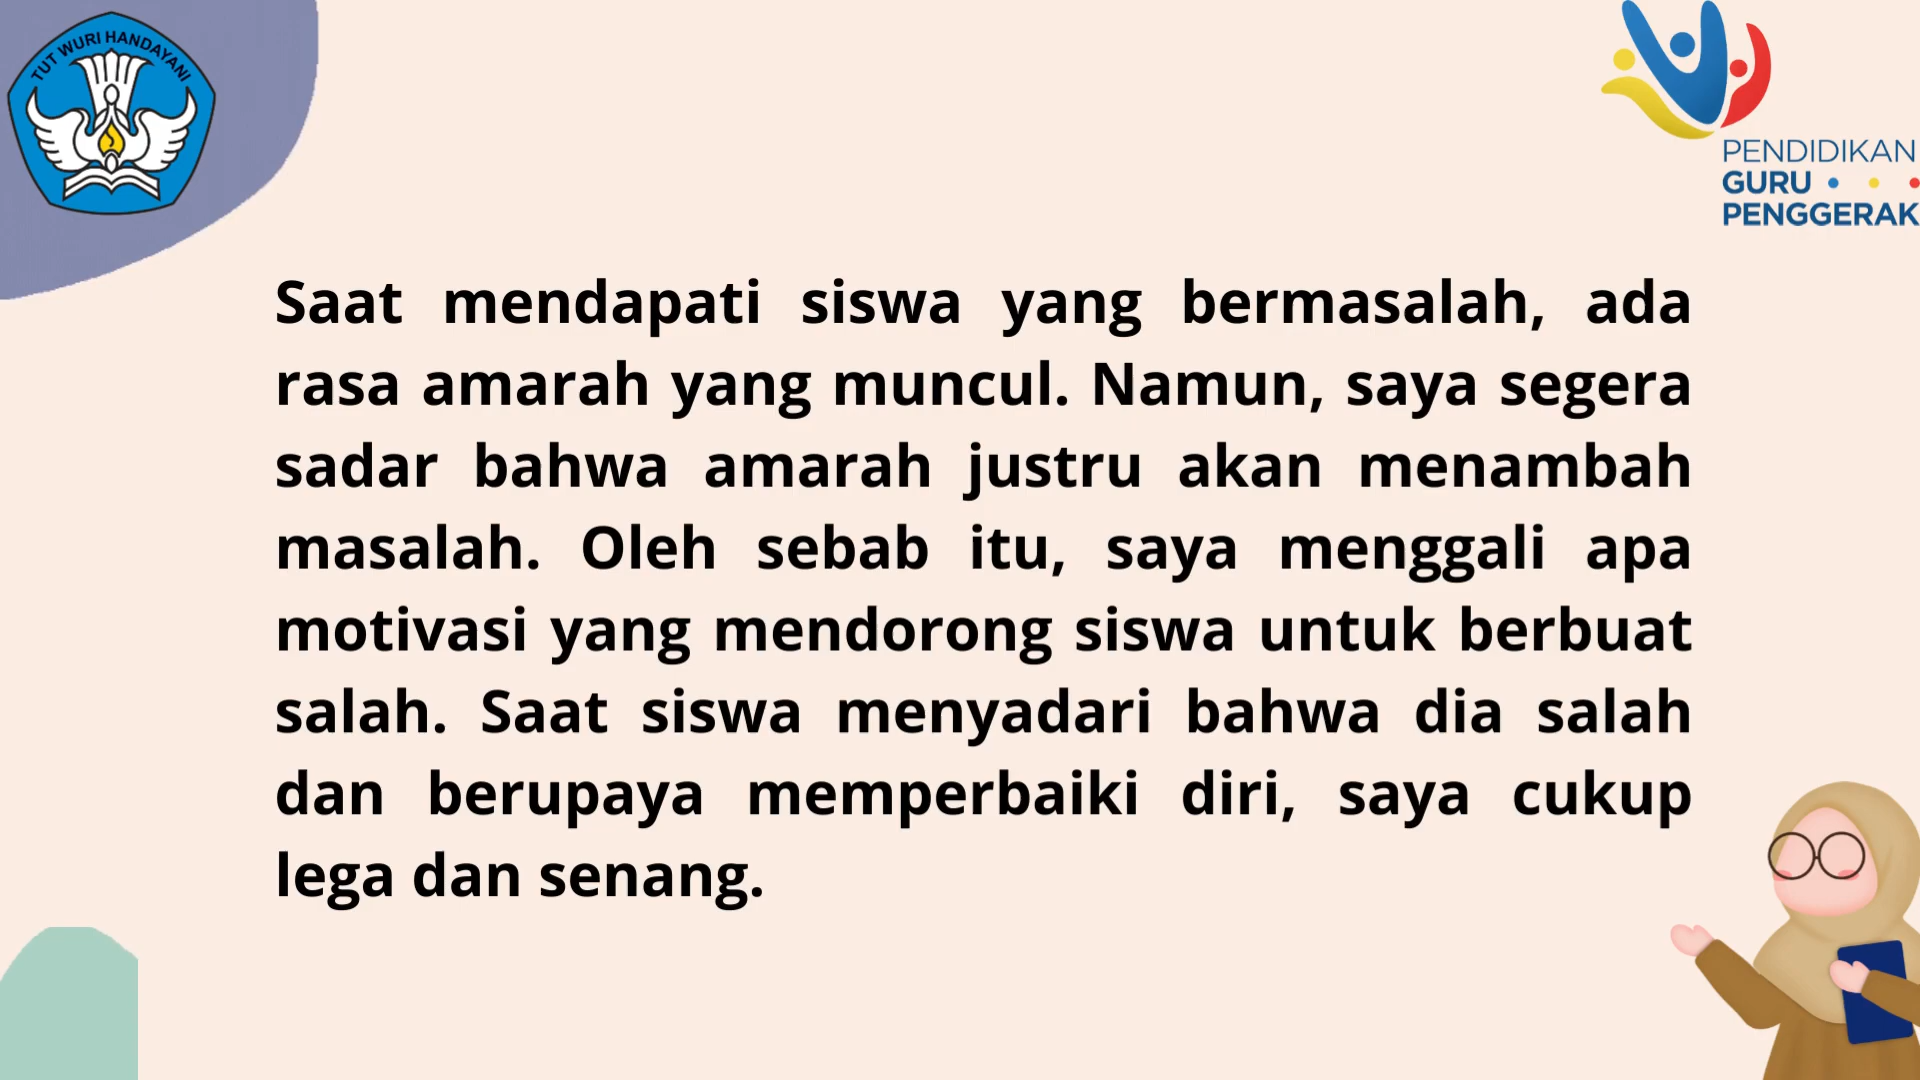 TUT WURI HANDAYANI
PENDIDIKAN
GURU
PENGGERAK
Saat mendapati siswa yang bermasalah, ada
rasa amarah yang muncul. Namun, saya segera
sadar bahwa amarah justru akan menambah
masalah. Oleh sebab itu, saya menggali apa
motivasi yang mendorong siswa untuk berbuat
salah. Saat siswa menyadari bahwa dia salah
dan berupaya memperbaiki diri, saya cukup
lega dan senang.